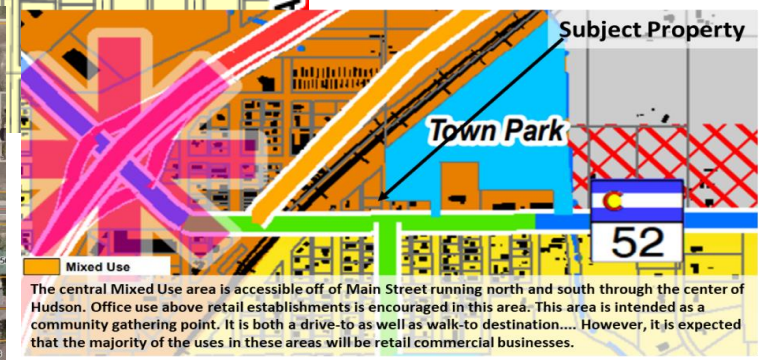 Subject Property
Town Park
52
Mixed Use
The central Mixed Use area is accessible off of Main Street running north and south through the center of
Hudson. Office use above retail establishments is encouraged in this area. This area is intended as a
community gathering point. It is both a drive-to as well as walk-to destination.... However, it is expected
that the majority of the uses in these areas will be retail commercial businesses.